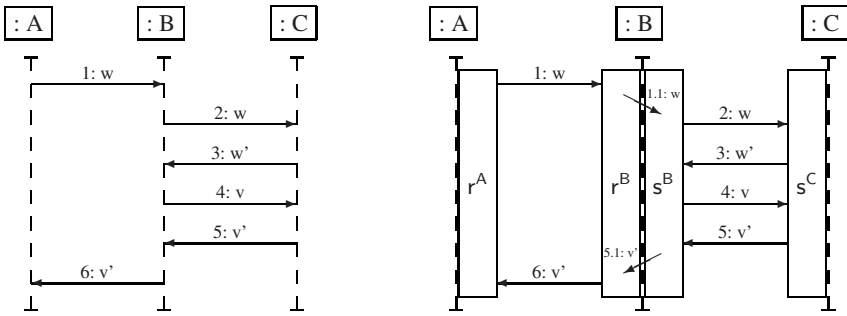 : A : B : C
1: w
2: w
3: w'
4: v
5: v'
6: v'
: A : B : C
1: w
1.1: w
2: w
3: w'
r^A r^B s^B s^C
4: v
5: v'
5.1: v'
6: v'